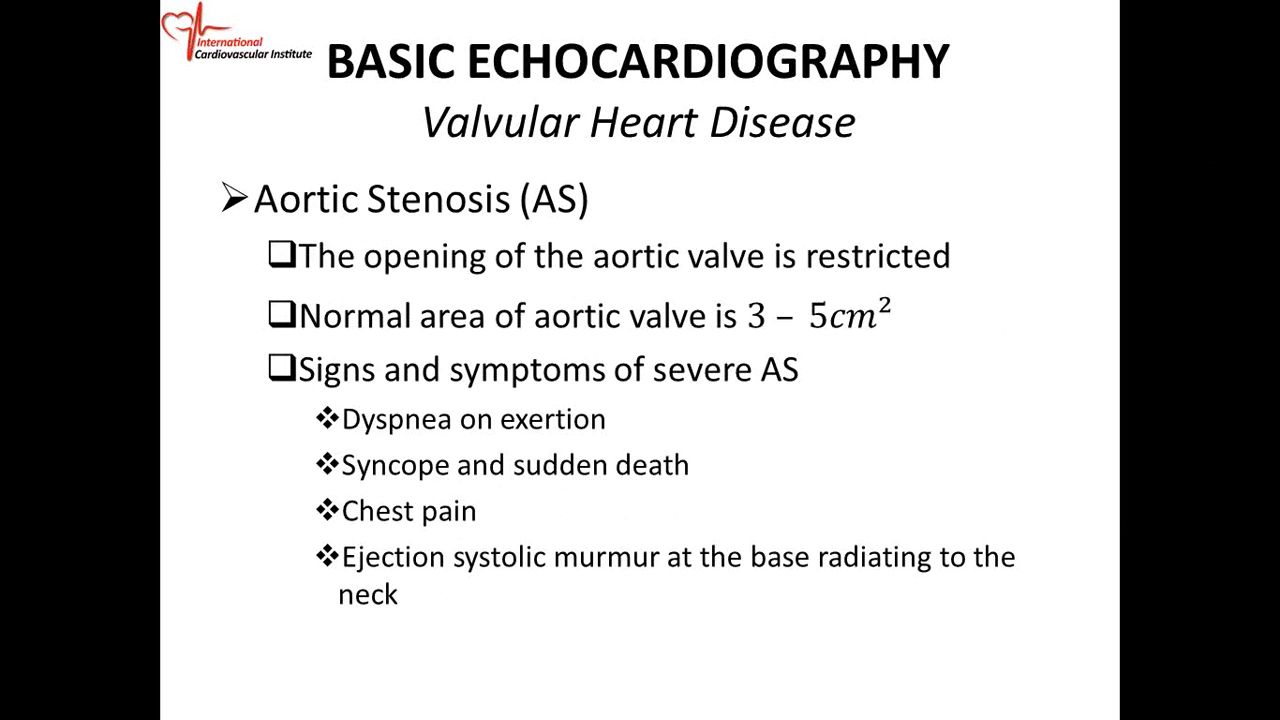 International
Cardiovascular Institute
BASIC ECHOCARDIOGRAPHY
Valvular Heart Disease
➢Aortic Stenosis (AS)
❑The opening of the aortic valve is restricted
❑Normal area of aortic valve is 3 – 5cm²
❑Signs and symptoms of severe AS
❖Dyspnea on exertion
❖Syncope and sudden death
❖Chest pain
❖Ejection systolic murmur at the base radiating to the
neck